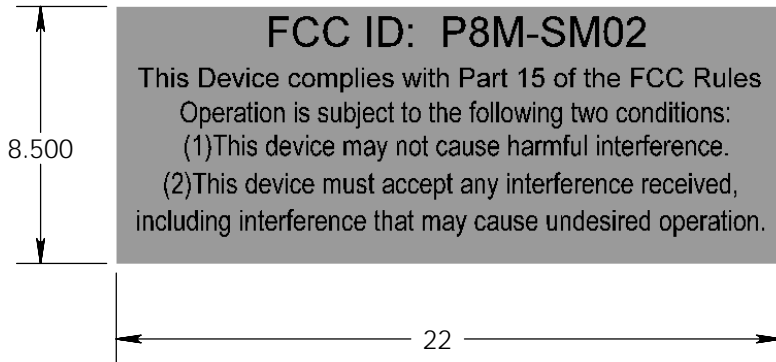 FCC ID: P8M-SM02
This Device complies with Part 15 of the FCC Rules
Operation is subject to the following two conditions:
(1)This device may not cause harmful interference.
8.500
(2)This device must accept any interference received,
including interference that may cause undesired operation.
22